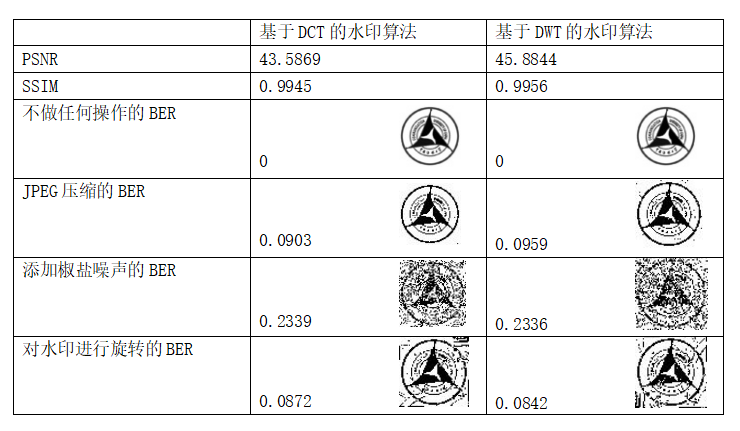 基于 DCT 的水印算法 基于 DWT 的水印算法
PSNR 43.5869 45.8844
SSIM 0.9945 0.9956
不做任何操作的 BER
0 0
JPEG 压缩的 BER
0.0903 0.0959
添加椒盐噪声的 BER
0.2339 0.2336
对水印进行旋转的 BER
0.0872 0.0842